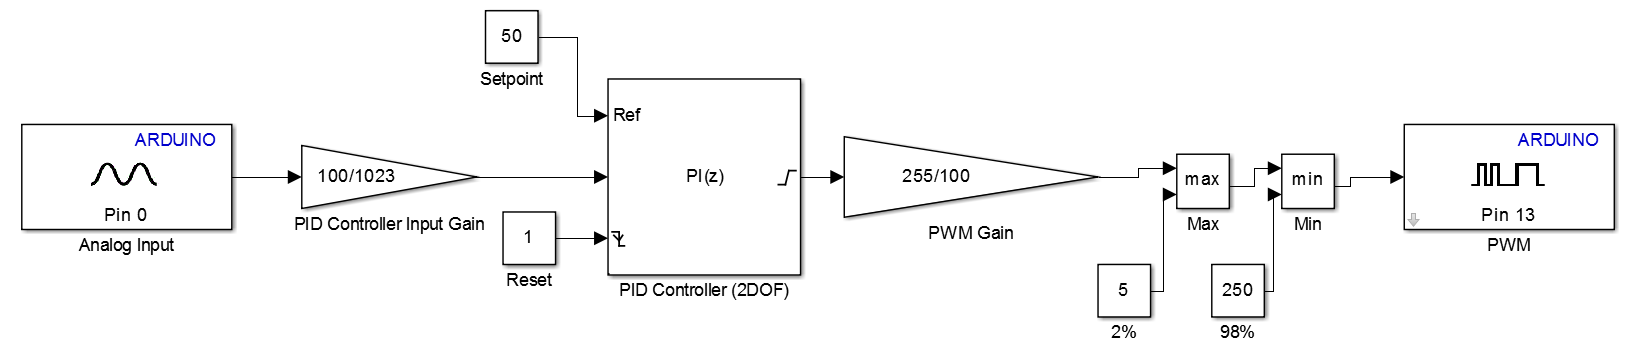 50
Setpoint
ARDUINO
Pin 0
Analog Input
100/1023
PID Controller Input Gain
1
Reset
Ref
PI(z)
PID Controller (2DOF)
255/100
PWM Gain
max
Max
5
2%
min
Min
250
98%
ARDUINO
Pin 13
PWM